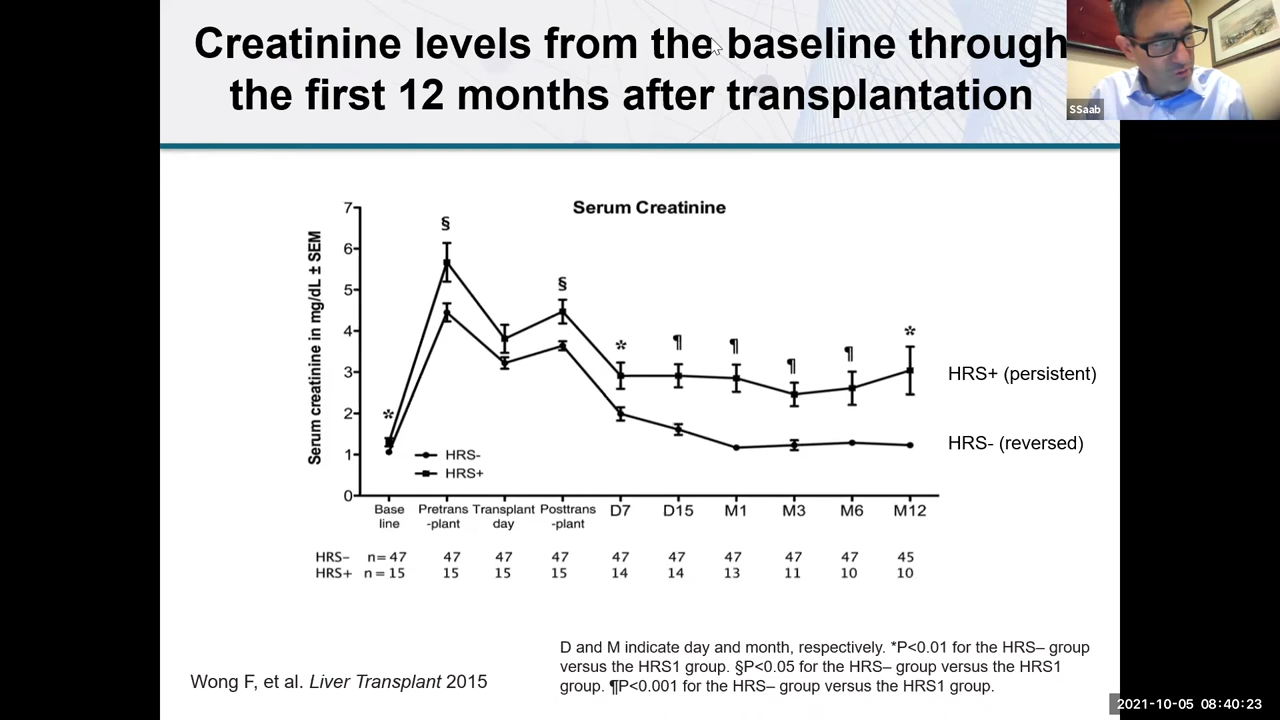 Creatinine levels from the baseline through
the first 12 months after transplantation
SSaab
Serum Creatinine
Serum creatinine in mg/dL ± SEM
7
6
5
4
3
2
1
0
§
§
*
*
¶
¶
¶
¶
*
HRS+ (persistent)
HRS- (reversed)
HRS-
HRS+
Base
line
Pretrans
-plant
Transplant
day
Posttrans
-plant
D7
D15
M1
M3
M6
M12
HRS– n= 47 47 47 47 47 47 47 47 47 45
HRS+ n = 15 15 15 15 14 14 13 11 10 10
D and M indicate day and month, respectively. *P<0.01 for the HRS– group
versus the HRS1 group. §P<0.05 for the HRS– group versus the HRS1
group. ¶P<0.001 for the HRS– group versus the HRS1 group.
Wong F, et al. Liver Transplant 2015
2021-10-05 08:40:23